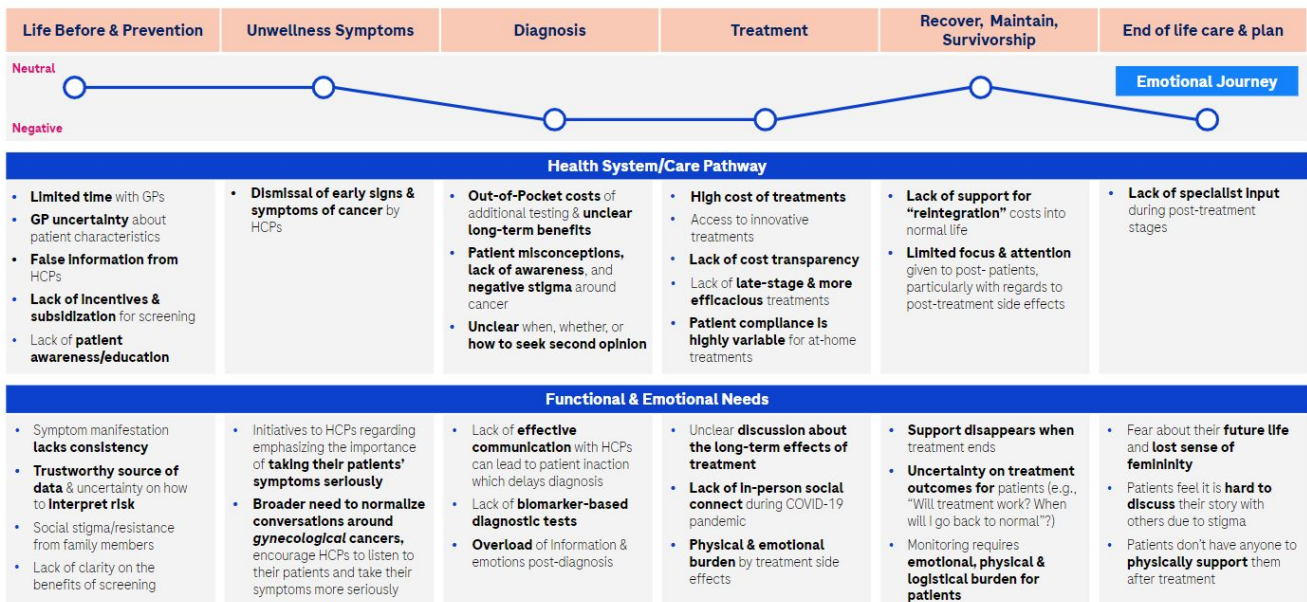 Life Before & Prevention
Unwellness Symptoms
Diagnosis
Treatment
Recover, Maintain,
Survivorship
End of life care & plan
Neutral
Negative
Emotional Journey
Health System/Care Pathway
• Limited time with GPs
• GP uncertainty about
patient characteristics
• False information from
HCPs
• Lack of incentives &
subsidization for screening
• Lack of patient
awareness/education
• Dismissal of early signs &
symptoms of cancer by
HCPs
• Out-of-Pocket costs of
additional testing & unclear
long-term benefits
• Patient misconceptions,
lack of awareness, and
negative stigma around
cancer
• Unclear when, whether, or
how to seek second opinion
• High cost of treatments
• Access to innovative
treatments
• Lack of cost transparency
• Lack of late-stage & more
efficacious treatments
• Patient compliance is
highly variable for at-home
treatments
• Lack of support for
“reintegration” costs into
normal life
• Limited focus & attention
given to post- patients,
particularly with regards to
post-treatment side effects
• Lack of specialist input
during post-treatment
stages
Functional & Emotional Needs
• Symptom manifestation
lacks consistency
• Trustworthy source of
data & uncertainty on how
to interpret risk
• Social stigma/resistance
from family members
• Lack of clarity on the
benefits of screening
• Initiatives to HCPs regarding
emphasizing the importance
of taking their patients’
symptoms seriously
• Broader need to normalize
conversations around
gynecological cancers,
encourage HCPs to listen to
their patients and take their
symptoms more seriously
• Lack of effective
communication with HCPs
can lead to patient inaction
which delays diagnosis
• Lack of biomarker-based
diagnostic tests
• Overload of Information &
emotions post-diagnosis
• Unclear discussion about
the long-term effects of
treatment
• Lack of in-person social
connect during COVID-19
pandemic
• Physical & emotional
burden by treatment side
effects
• Support disappears when
treatment ends
• Uncertainty on treatment
outcomes for patients (e.g.,
“Will treatment work? When
will I go back to normal”?)
• Monitoring requires
emotional, physical &
logistical burden for
patients
• Fear about their future life
and lost sense of
femininity
• Patients feel it is hard to
discuss their story with
others due to stigma
• Patients don’t have anyone to
physically support them
after treatment